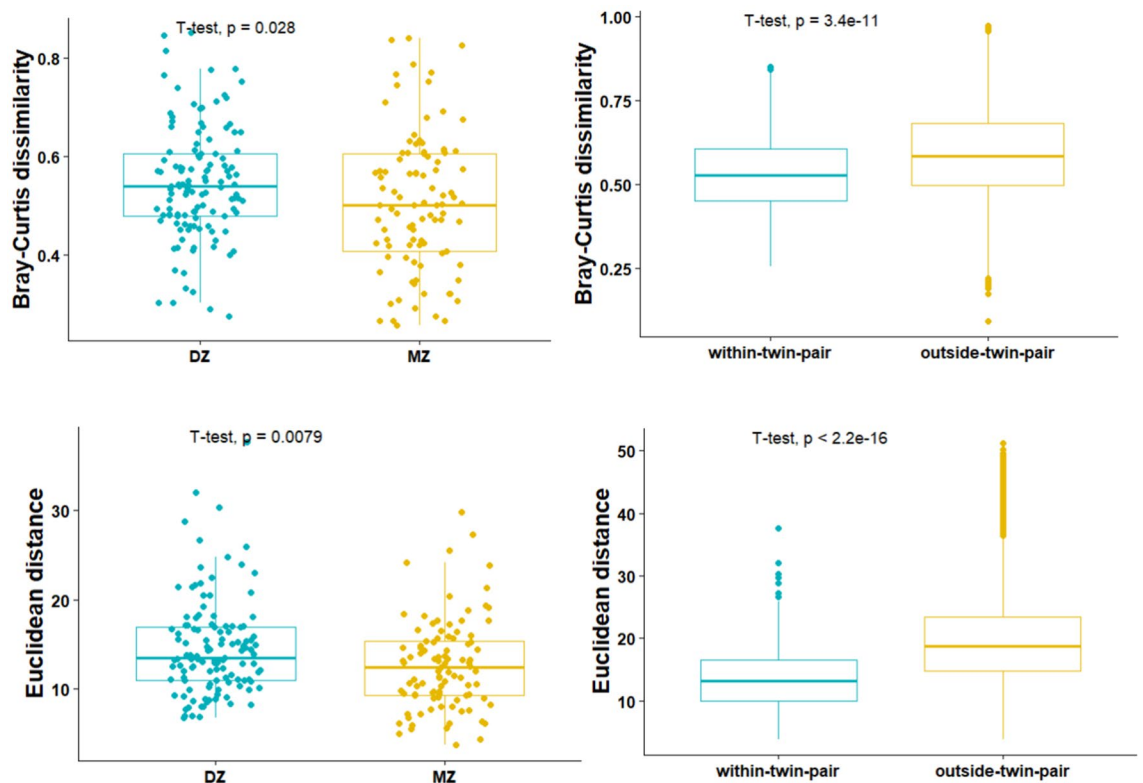 T-test, p = 0.028
Bray-Curtis dissimilarity
0.8
0.6
0.4
DZ
MZ
T-test, p = 3.4e-11
Bray-Curtis dissimilarity
1.00
0.75
0.50
0.25
within-twin-pair
outside-twin-pair
T-test, p = 0.0079
Euclidean distance
30
20
10
DZ
MZ
T-test, p < 2.2e-16
Euclidean distance
50
40
30
20
10
within-twin-pair
outside-twin-pair